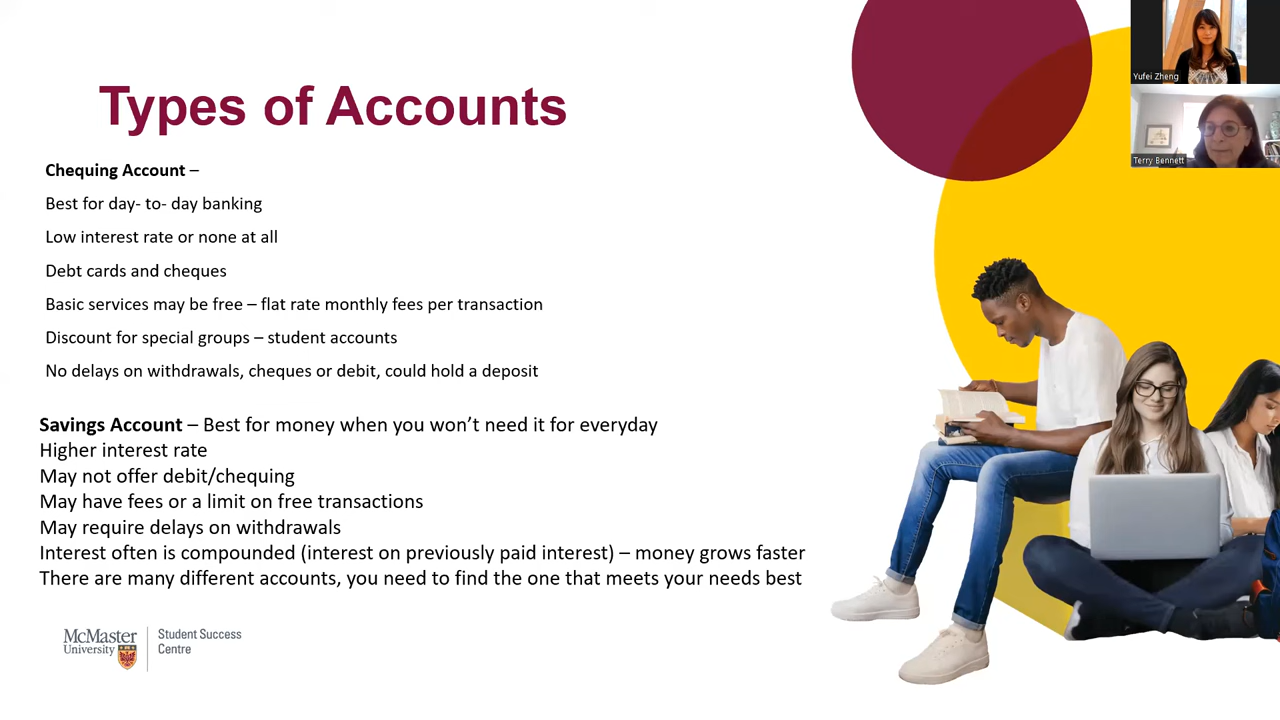 Types of Accounts
Chequing Account –
Best for day- to- day banking
Low interest rate or none at all
Debt cards and cheques
Basic services may be free – flat rate monthly fees per transaction
Discount for special groups – student accounts
No delays on withdrawals, cheques or debit, could hold a deposit
Savings Account – Best for money when you won't need it for everyday
Higher interest rate
May not offer debit/chequing
May have fees or a limit on free transactions
May require delays on withdrawals
Interest often is compounded (interest on previously paid interest) – money grows faster
There are many different accounts, you need to find the one that meets your needs best
McMaster
University
Student Success
Centre
Yufei Zheng
Terry Bennett